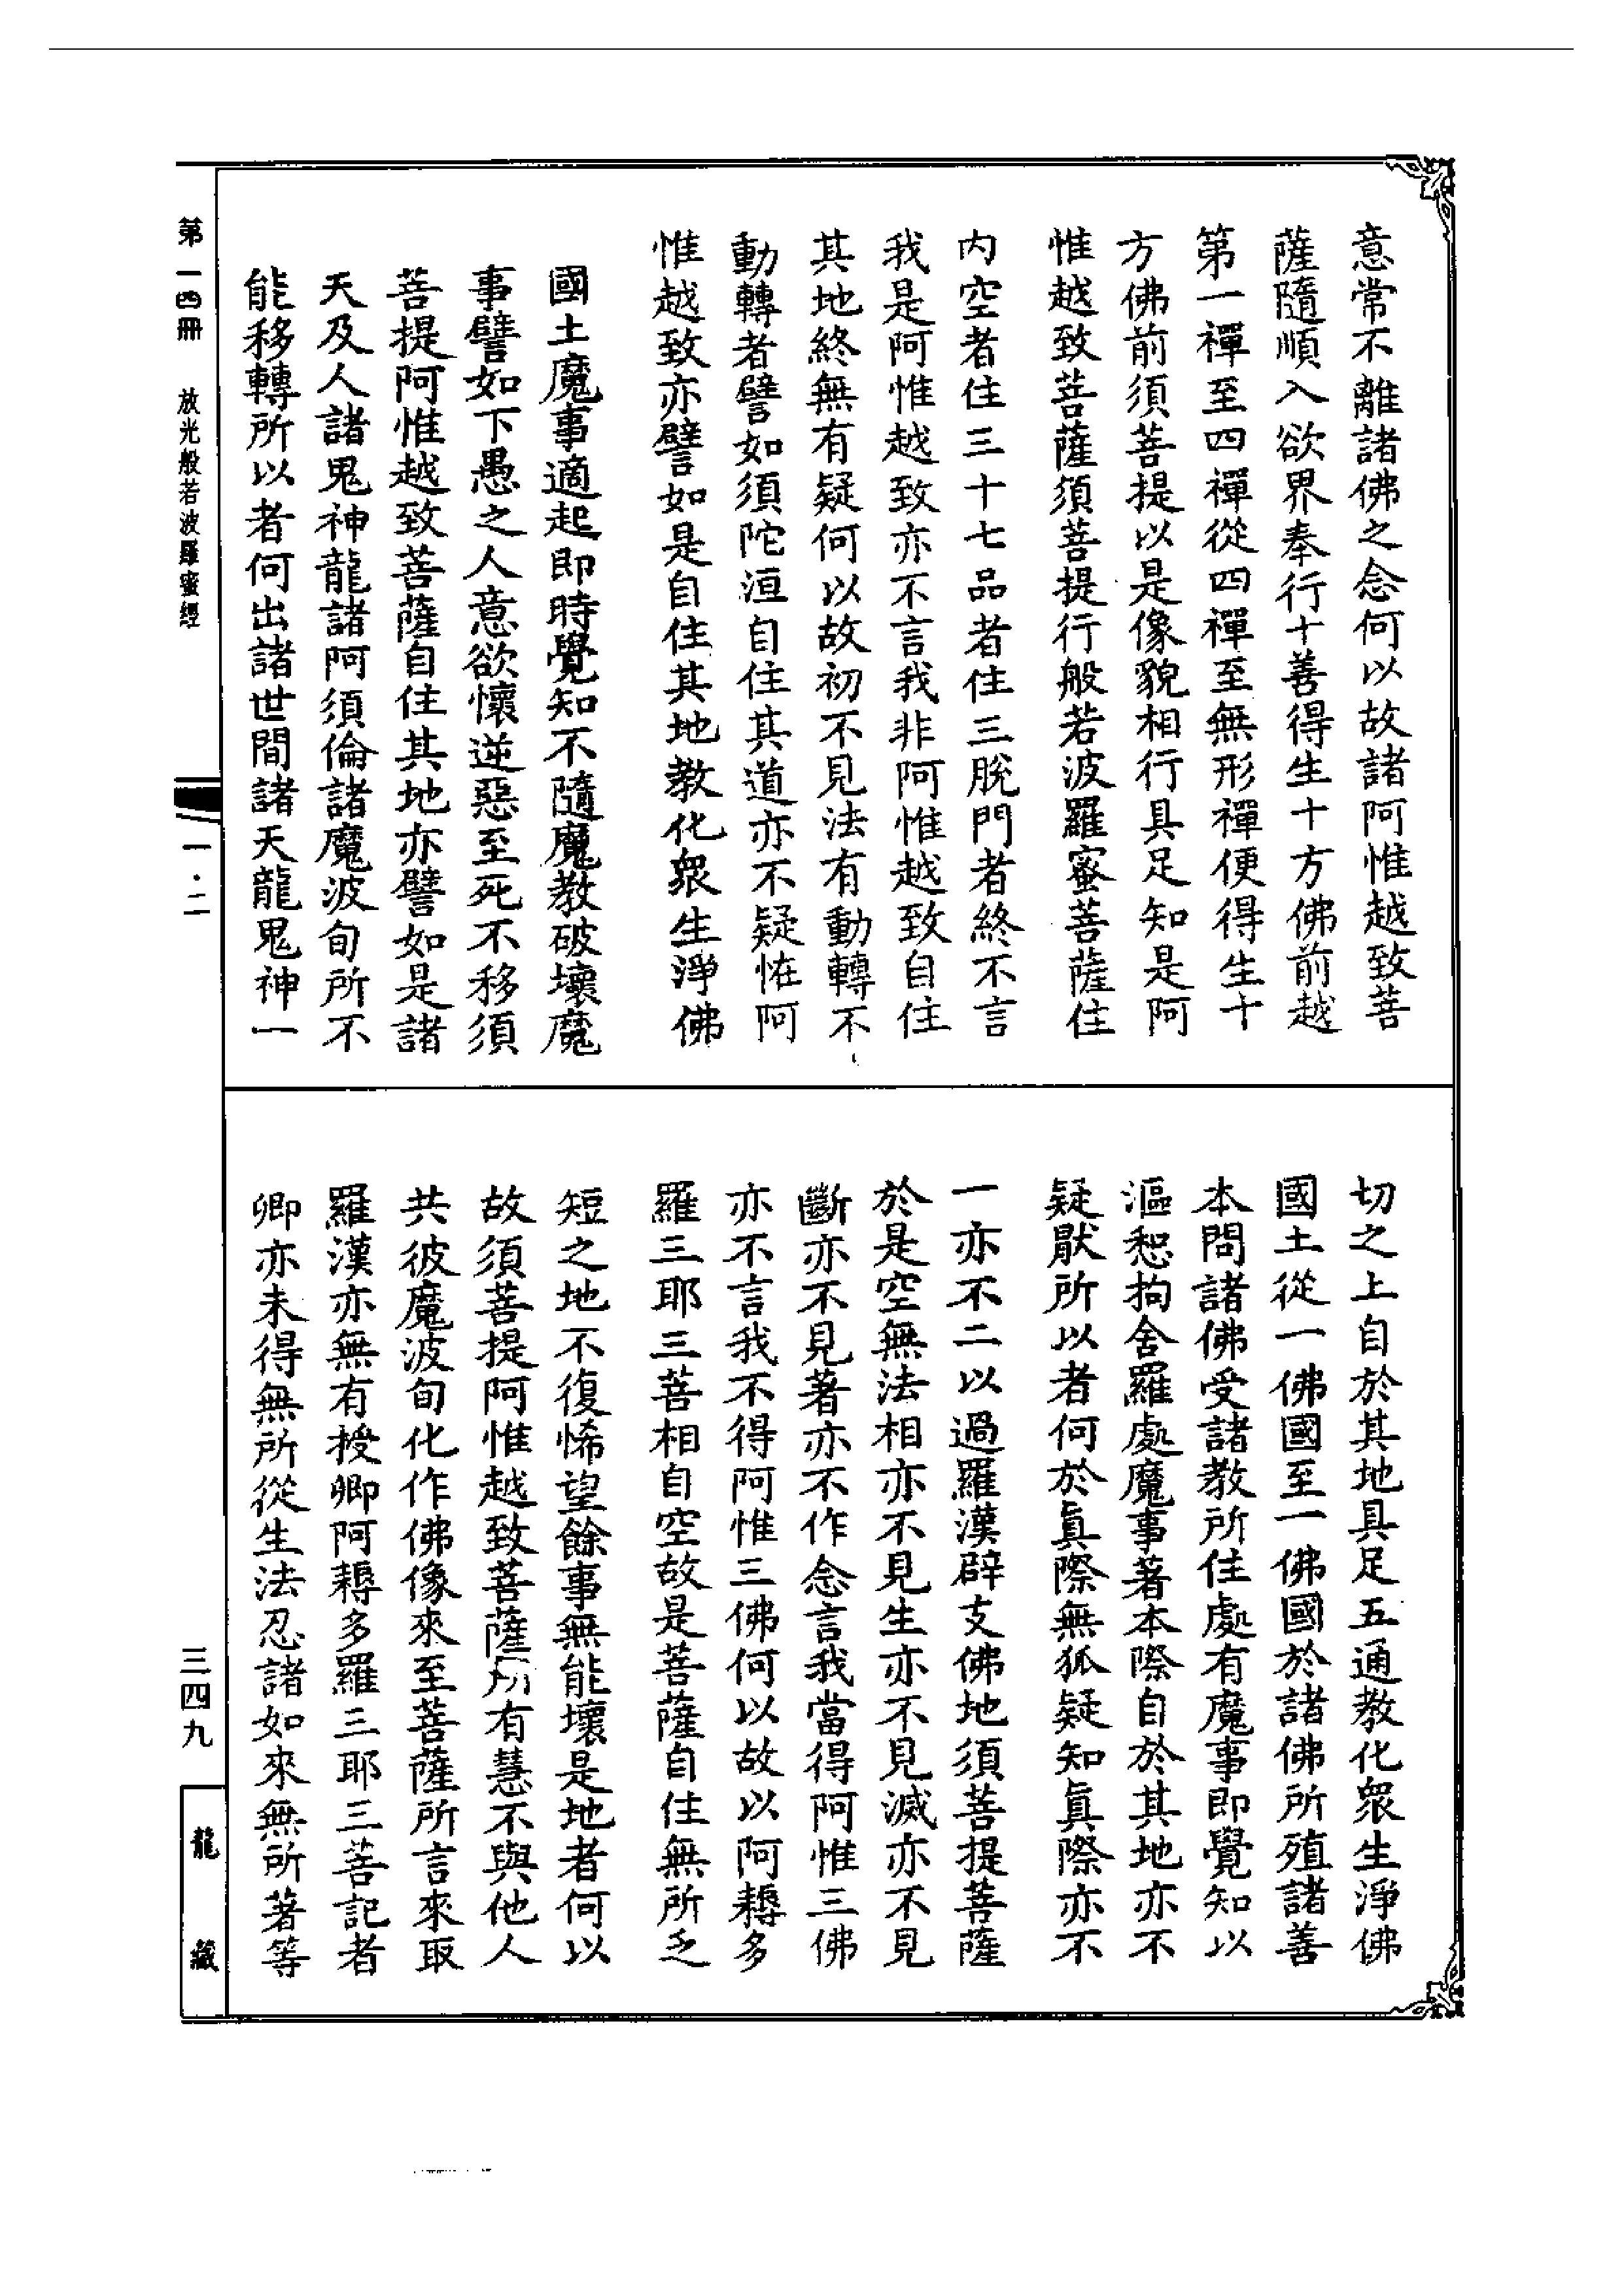 意常不離諸佛之念何以故諸阿惟越致菩
薩隨順入欲界奉行十善得生十方佛前越
第一禪至四禪從四禪至無形禪便得生十
方佛前須菩提以是像貌相行具足知是阿
惟越致菩薩須菩提行般若波羅蜜菩薩住
內空者住三十七品者住三脫門者終不言
我是阿惟越致亦不言我非阿惟越致自住
其地終無有疑何以故初不見法有動轉不
動轉者譬如須陀洹自住其道亦不疑恠阿
惟越致亦譬如是自住其地教化眾生淨佛
國土魔事適起即時覺知不隨魔教破壞魔
事譬如下愚之人意欲懷逆惡至死不移須
菩提阿惟越致菩薩自住其地亦譬如是諸
天及人諸鬼神龍諸阿須倫諸魔波旬所不
能移轉所以者何出諸世間諸天龍鬼神一
切之上自於其地具足五通教化眾生淨佛
國土從一佛國至一佛國於諸佛所殖諸善
本問諸佛受諸教所住處有魔事即覺知以
漚惒拘舍羅處魔事著本際自於其地亦不
疑猒所以者何於眞際無狐疑知眞際亦不
一亦不二以過羅漢辟支佛地須菩提菩薩
於是空無法相亦不見生亦不見滅亦不見
斷亦不見著亦不作念言我當得阿惟三佛
亦不言我不得阿惟三佛何以故以阿耨多
羅三耶三菩相自空故是菩薩自住無所乏
短之地不復悕望餘事無能壞是地者何以
故須菩提阿惟越致菩薩所有慧不與他人
共彼魔波旬化作佛像來至菩薩所言來取
羅漢亦無有授卿阿耨多羅三耶三菩記者
卿亦未得無所從生法忍諸如來無所著等
第一四冊 放光般若波羅蜜經
一·二
三四九
龍藏